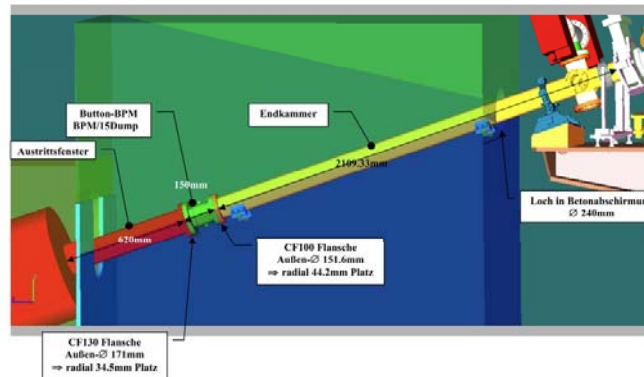 Button-BPM
BPM/15Dump
Endkammer
Austrittsfenster
2109.33mm
150mm
Loch in Betonabschirmung
Ø 240mm
620mm
CF100 Flansche
Außen-Ø 151.6mm
⇒ radial 44.2mm Platz
CF130 Flansche
Außen-Ø 171mm
⇒ radial 34.5mm Platz